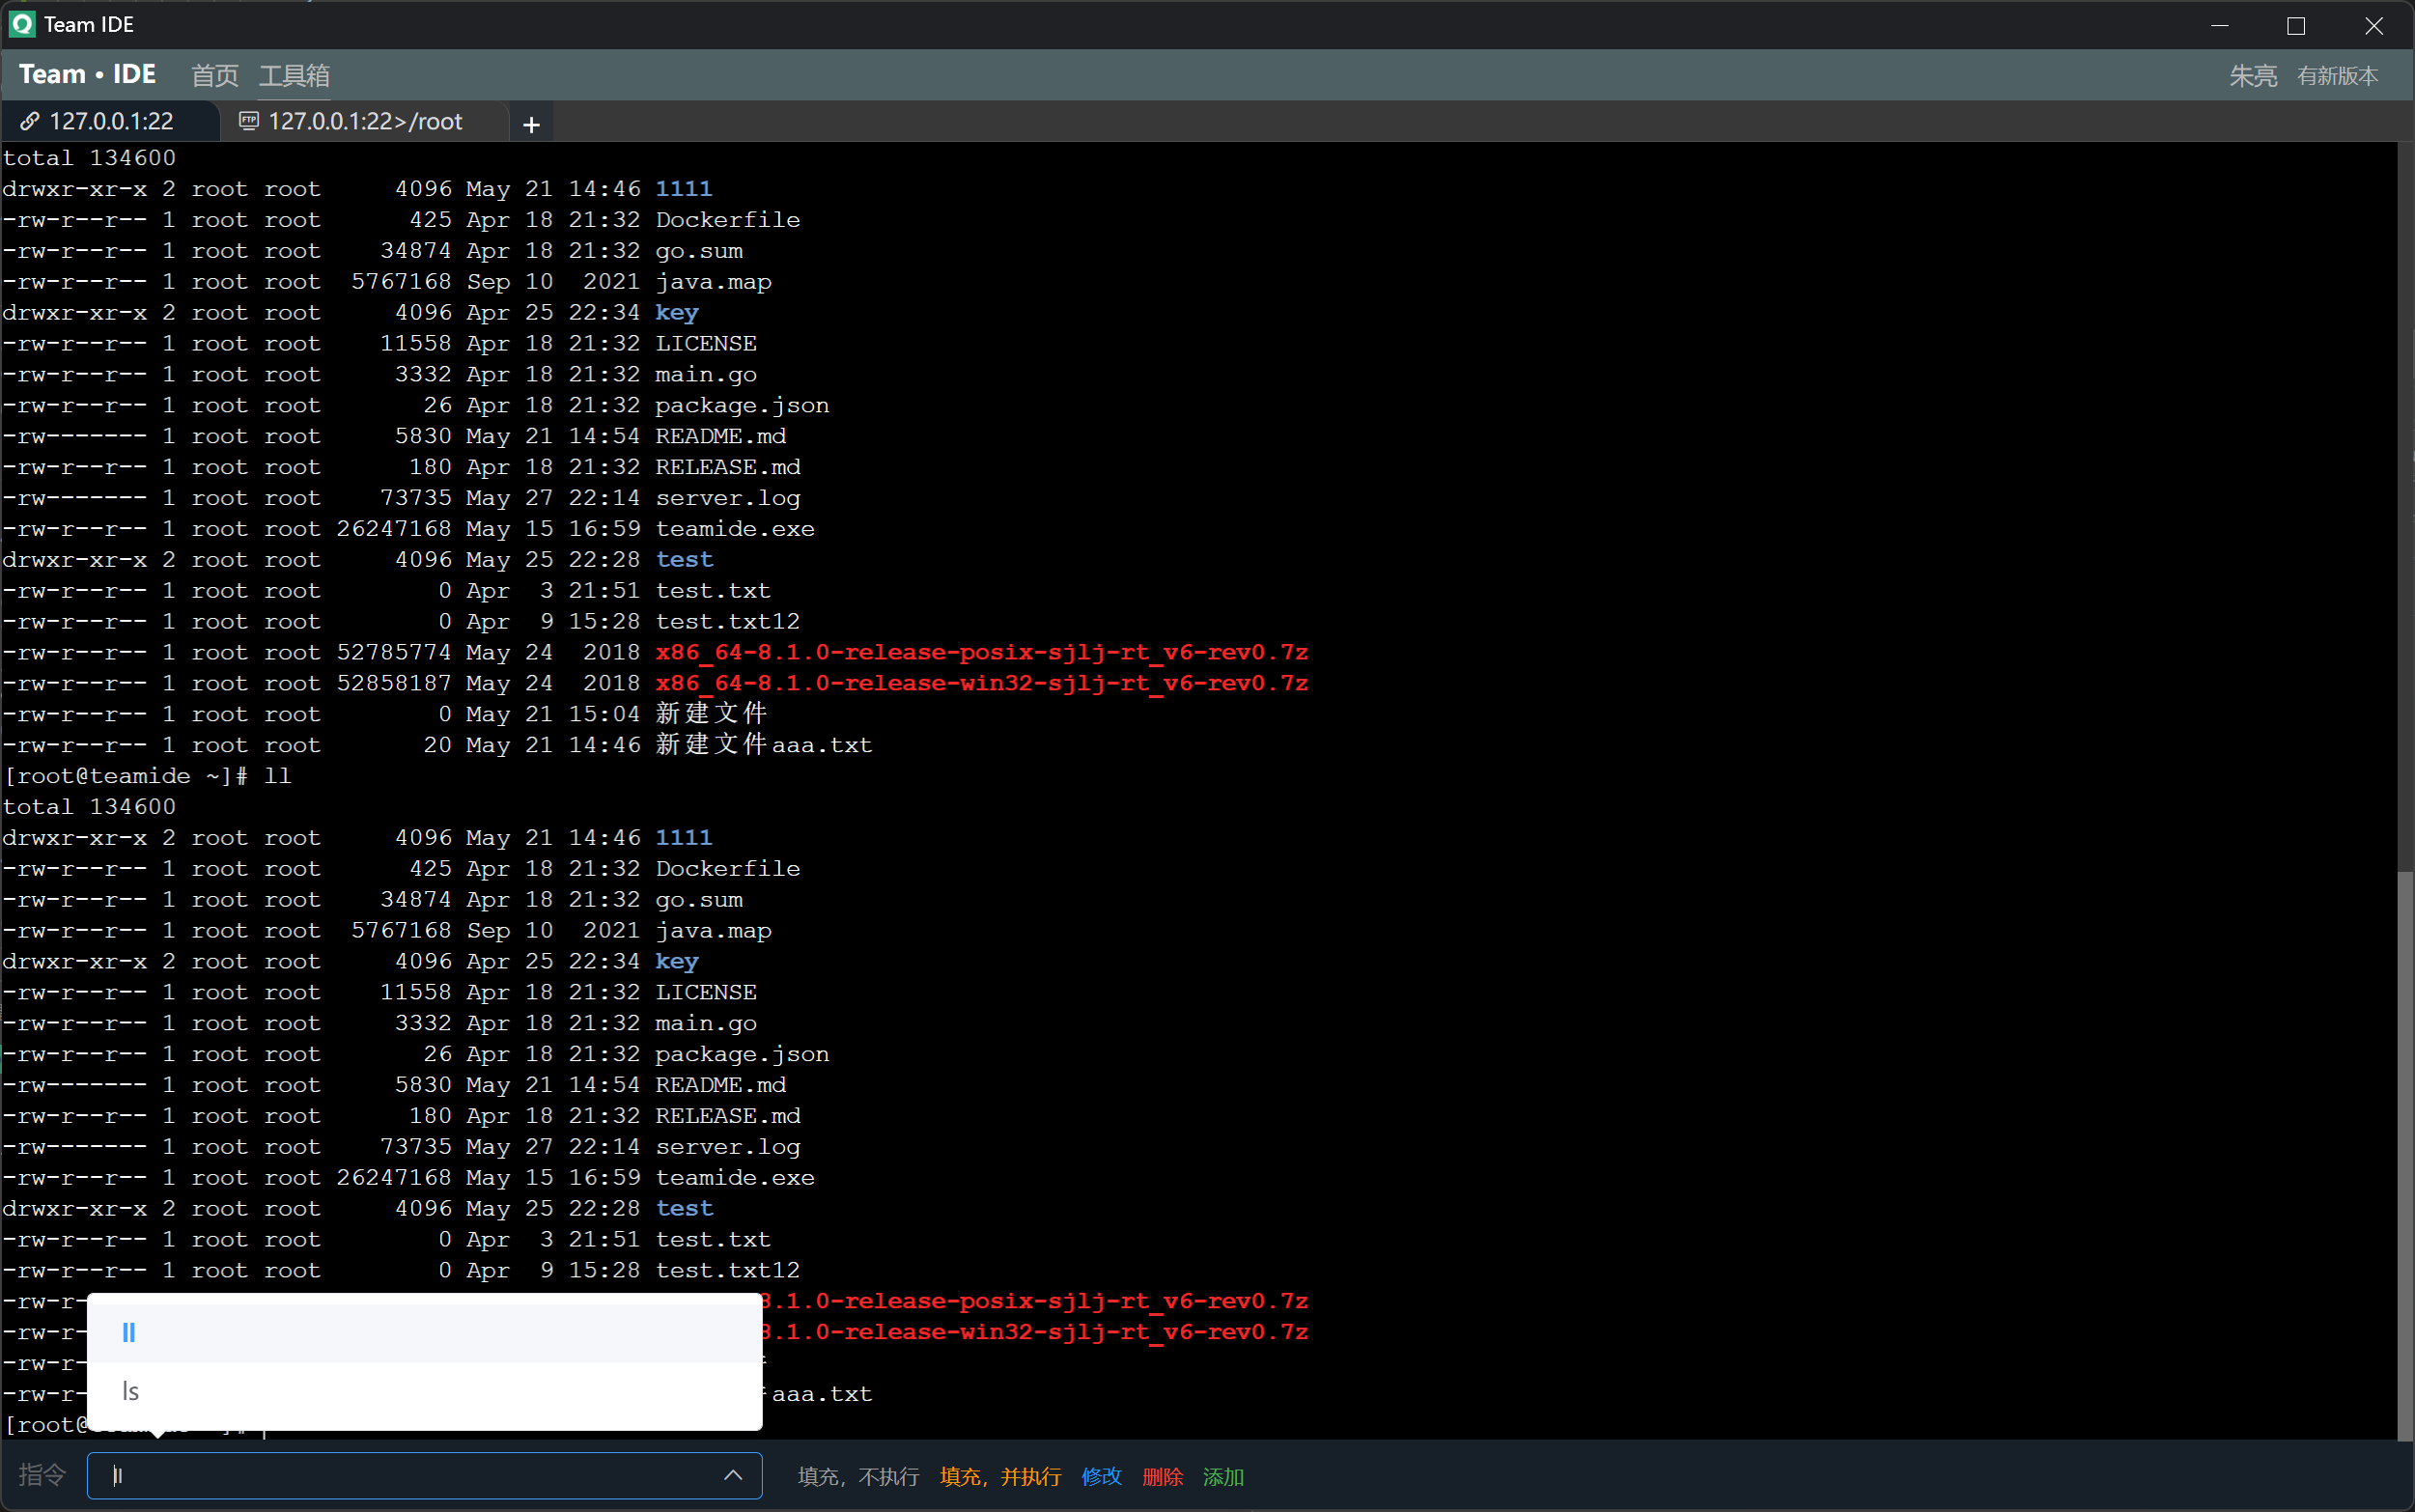 Team IDE
Team • IDE 首页 工具箱 朱亮 有新版本
127.0.0.1:22 FTP 127.0.0.1:22>/root +
total 134600
drwxr-xr-x 2 root root     4096 May 21 14:46 1111
-rw-r--r-- 1 root root      425 Apr 18 21:32 Dockerfile
-rw-r--r-- 1 root root    34874 Apr 18 21:32 go.sum
-rw-r--r-- 1 root root  5767168 Sep 10  2021 java.map
drwxr-xr-x 2 root root     4096 Apr 25 22:34 key
-rw-r--r-- 1 root root    11558 Apr 18 21:32 LICENSE
-rw-r--r-- 1 root root     3332 Apr 18 21:32 main.go
-rw-r--r-- 1 root root       26 Apr 18 21:32 package.json
-rw------- 1 root root     5830 May 21 14:54 README.md
-rw-r--r-- 1 root root      180 Apr 18 21:32 RELEASE.md
-rw------- 1 root root    73735 May 27 22:14 server.log
-rw-r--r-- 1 root root 26247168 May 15 16:59 teamide.exe
drwxr-xr-x 2 root root     4096 May 25 22:28 test
-rw-r--r-- 1 root root        0 Apr  3 21:51 test.txt
-rw-r--r-- 1 root root        0 Apr  9 15:28 test.txt12
-rw-r--r-- 1 root root 52785774 May 24  2018 x86_64-8.1.0-release-posix-sjlj-rt_v6-rev0.7z
-rw-r--r-- 1 root root 52858187 May 24  2018 x86_64-8.1.0-release-win32-sjlj-rt_v6-rev0.7z
-rw-r--r-- 1 root root        0 May 21 15:04 新建文件
-rw-r--r-- 1 root root       20 May 21 14:46 新建文件aaa.txt
[root@teamide ~]# ll
total 134600
drwxr-xr-x 2 root root     4096 May 21 14:46 1111
-rw-r--r-- 1 root root      425 Apr 18 21:32 Dockerfile
-rw-r--r-- 1 root root    34874 Apr 18 21:32 go.sum
-rw-r--r-- 1 root root  5767168 Sep 10  2021 java.map
drwxr-xr-x 2 root root     4096 Apr 25 22:34 key
-rw-r--r-- 1 root root    11558 Apr 18 21:32 LICENSE
-rw-r--r-- 1 root root     3332 Apr 18 21:32 main.go
-rw-r--r-- 1 root root       26 Apr 18 21:32 package.json
-rw------- 1 root root     5830 May 21 14:54 README.md
-rw-r--r-- 1 root root      180 Apr 18 21:32 RELEASE.md
-rw------- 1 root root    73735 May 27 22:14 server.log
-rw-r--r-- 1 root root 26247168 May 15 16:59 teamide.exe
drwxr-xr-x 2 root root     4096 May 25 22:28 test
-rw-r--r-- 1 root root        0 Apr  3 21:51 test.txt
-rw-r--r-- 1 root root        0 Apr  9 15:28 test.txt12
-rw-r- .1.0-release-posix-sjlj-rt_v6-rev0.7z
-rw-r- .1.0-release-win32-sjlj-rt_v6-rev0.7z
-rw-r-
-rw-r- aaa.txt
[root@
ll
ls
指令 ll 填充，不执行 填充，并执行 修改 删除 添加